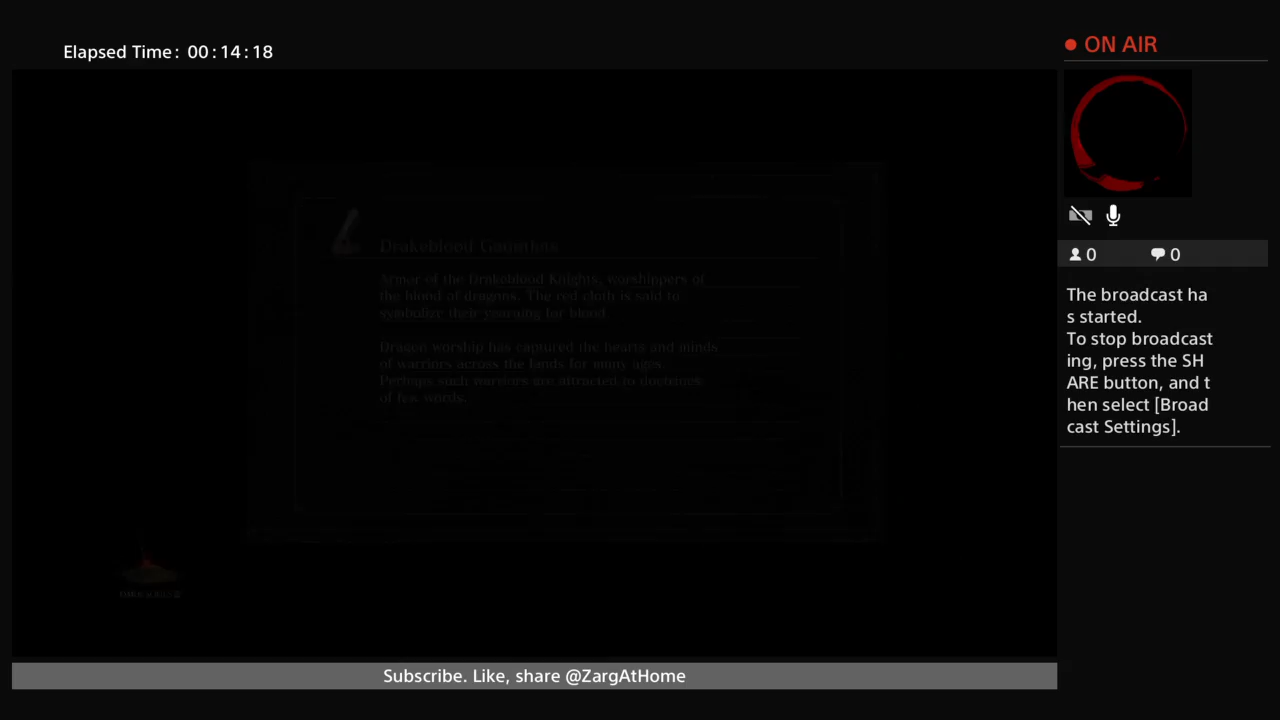 Elapsed Time: 00:14:18
ON AIR
0 0
The broadcast ha
s started.
To stop broadcast
ing, press the SH
ARE button, and t
hen select [Broad
cast Settings].
Drakeblood Gauntlets
Armor of the Drakeblood Knights, worshippers of
the blood of dragons. The red cloth is said to
symbolize their yearning for blood.
Dragon worship has captured the hearts and minds
of warriors across the lands for many ages.
Perhaps such warriors are attracted to doctrines
of few words.
Subscribe. Like, share @ZargAtHome